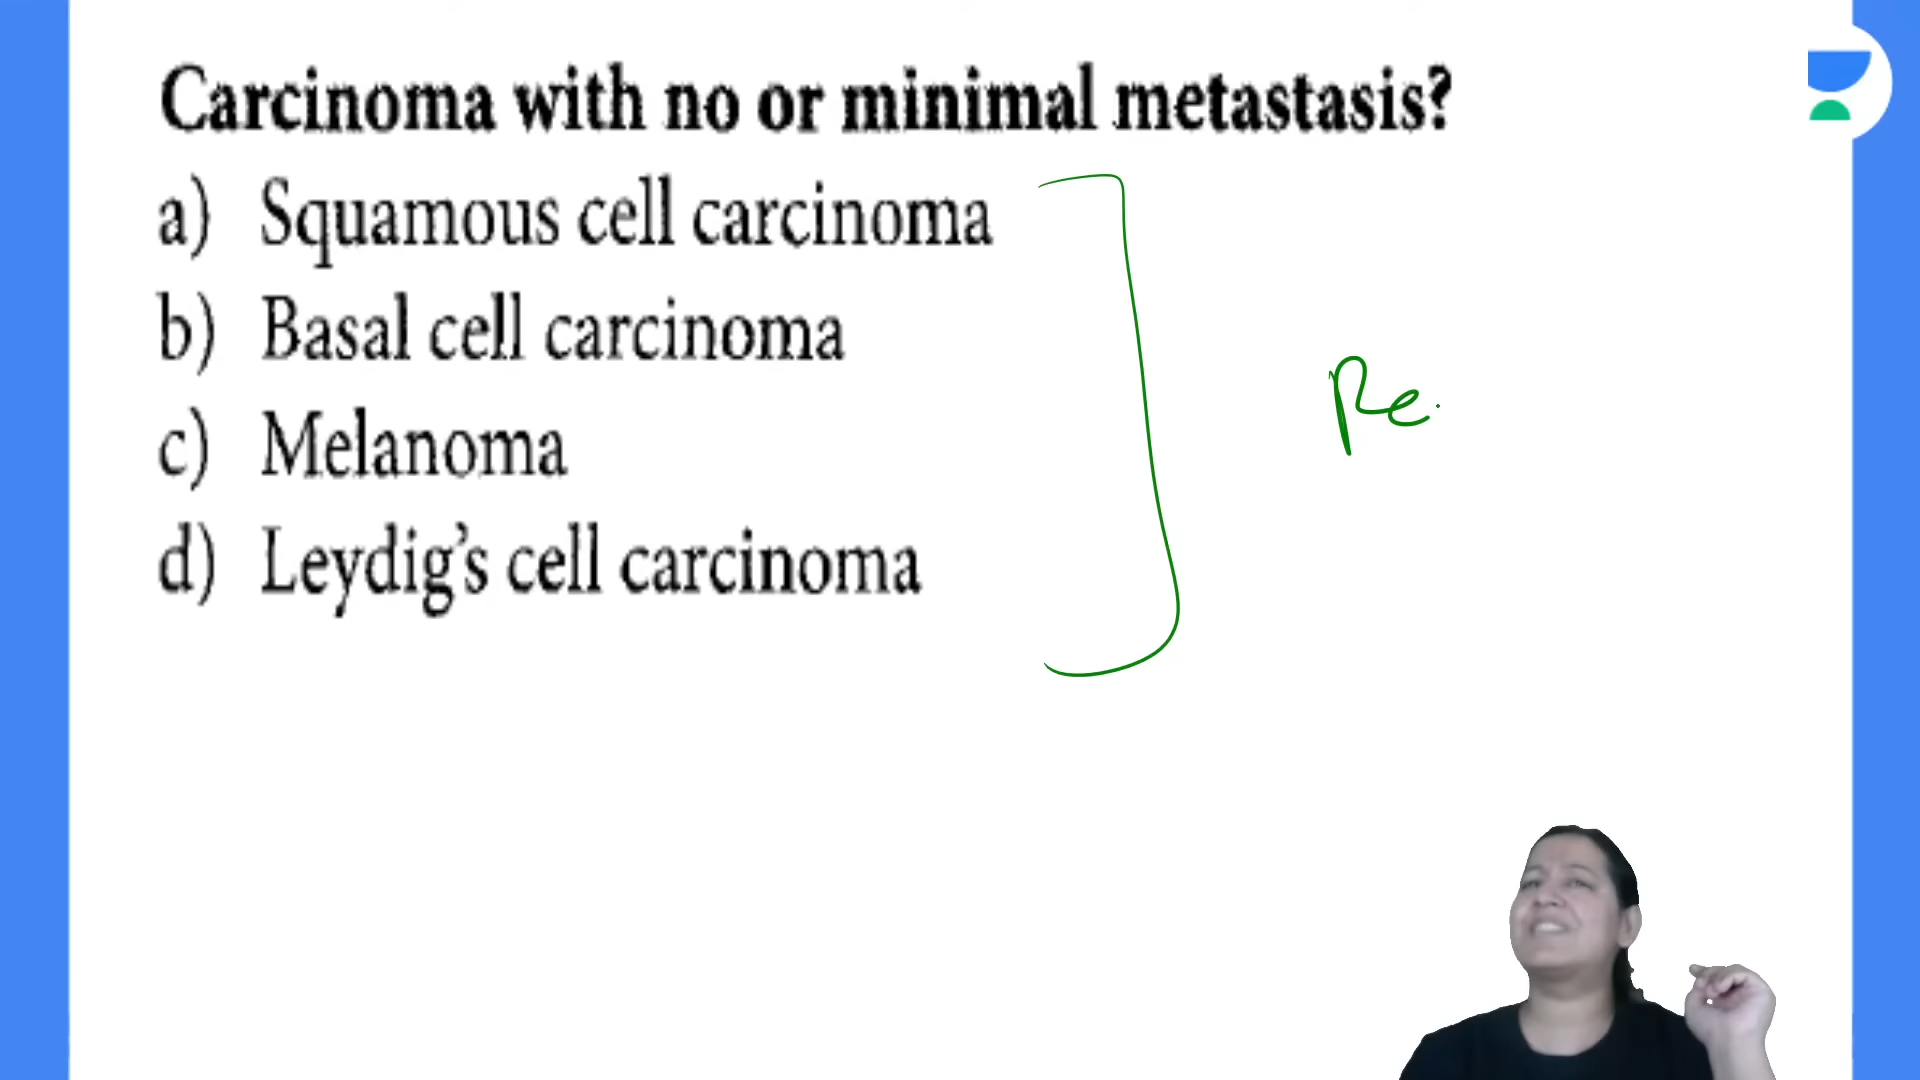 Carcinoma with no or minimal metastasis?
a) Squamous cell carcinoma
b) Basal cell carcinoma
c) Melanoma
d) Leydig's cell carcinoma
Re